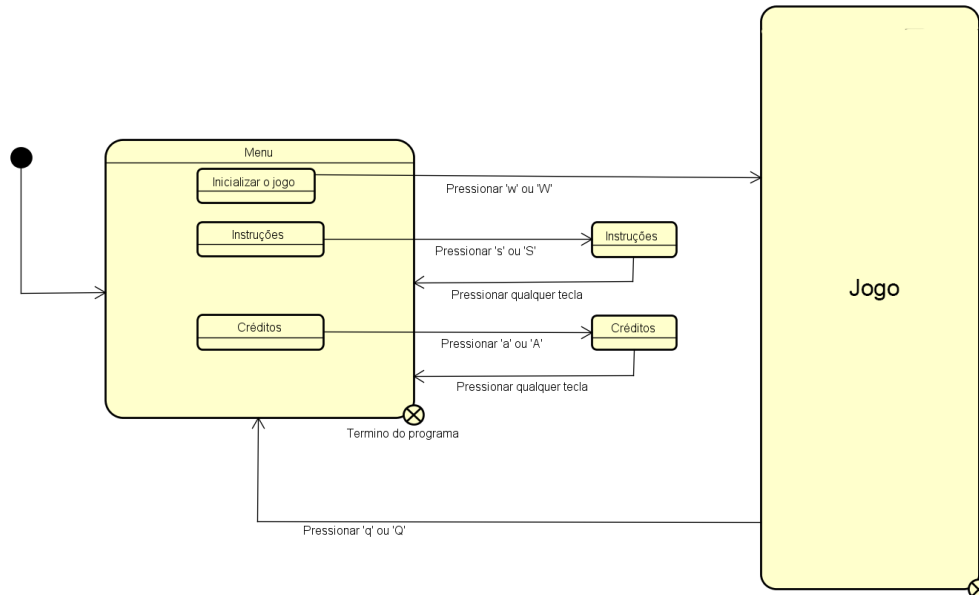 Menu
Inicializar o jogo
Pressionar 'w' ou 'W'
Instruções
Pressionar 's' ou 'S'
Instruções
Pressionar qualquer tecla
Jogo
Créditos
Pressionar 'a' ou 'A'
Créditos
Pressionar qualquer tecla
Termino do programa
Pressionar 'q' ou 'Q'